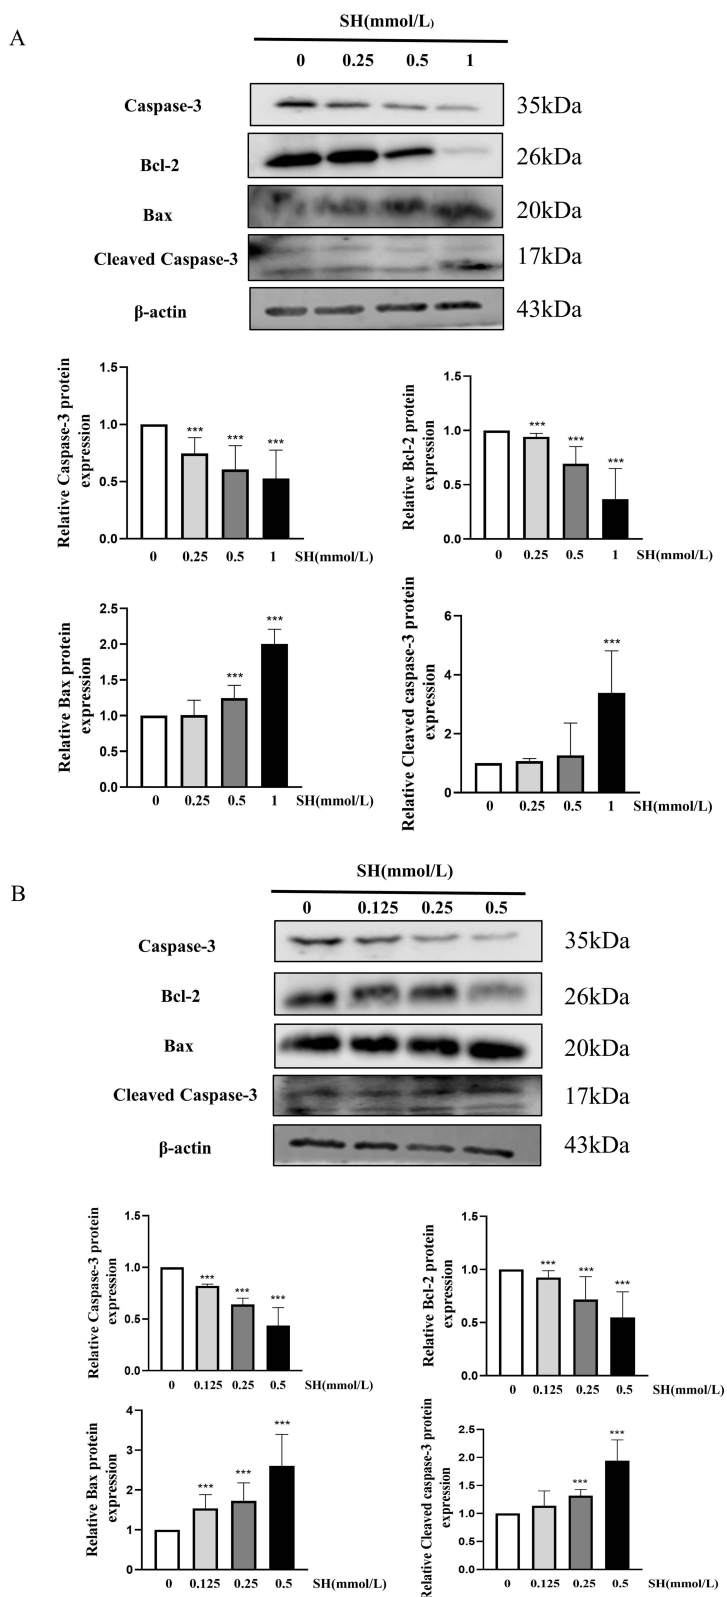 A
SH(mmol/L)
0 0.25 0.5 1
Caspase-3 35kDa
Bcl-2 26kDa
Bax 20kDa
Cleaved Caspase-3 17kDa
β-actin 43kDa
Relative Caspase-3 protein
expression
1.5
1.0
0.5
0.0
*** *** ***
0 0.25 0.5 1 SH(mmol/L)
Relative Bcl-2 protein
expression
1.5
1.0
0.5
0.0
*** *** ***
0 0.25 0.5 1 SH(mmol/L)
Relative Bax protein
expression
2.5
2.0
1.5
1.0
0.5
0.0
*** ***
0 0.25 0.5 1 SH(mmol/L)
Relative Cleaved caspase-3 protein
expression
6
4
2
0
***
0 0.25 0.5 1 SH(mmol/L)
B
SH(mmol/L)
0 0.125 0.25 0.5
Caspase-3 35kDa
Bcl-2 26kDa
Bax 20kDa
Cleaved Caspase-3 17kDa
β-actin 43kDa
Relative Caspase-3 protein
expression
1.5
1.0
0.5
0.0
*** *** ***
0 0.125 0.25 0.5 SH(mmol/L)
Relative Bcl-2 protein
expression
1.5
1.0
0.5
0.0
*** *** ***
0 0.125 0.25 0.5 SH(mmol/L)
Relative Bax protein
expression
4
3
2
1
0
*** *** ***
0 0.125 0.25 0.5 SH(mmol/L)
Relative Cleaved caspase-3 protein
expression
2.5
2.0
1.5
1.0
0.5
0.0
*** ***
0 0.125 0.25 0.5 SH(mmol/L)